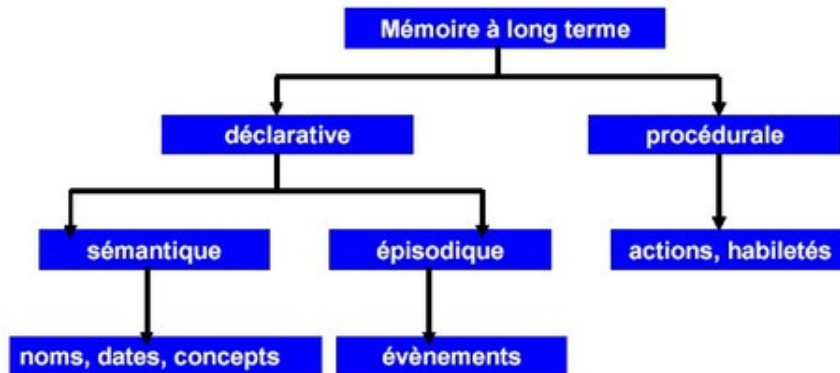 Mémoire à long terme
déclarative
procédurale
sémantique
épisodique
actions, habiletés
noms, dates, concepts
évènements